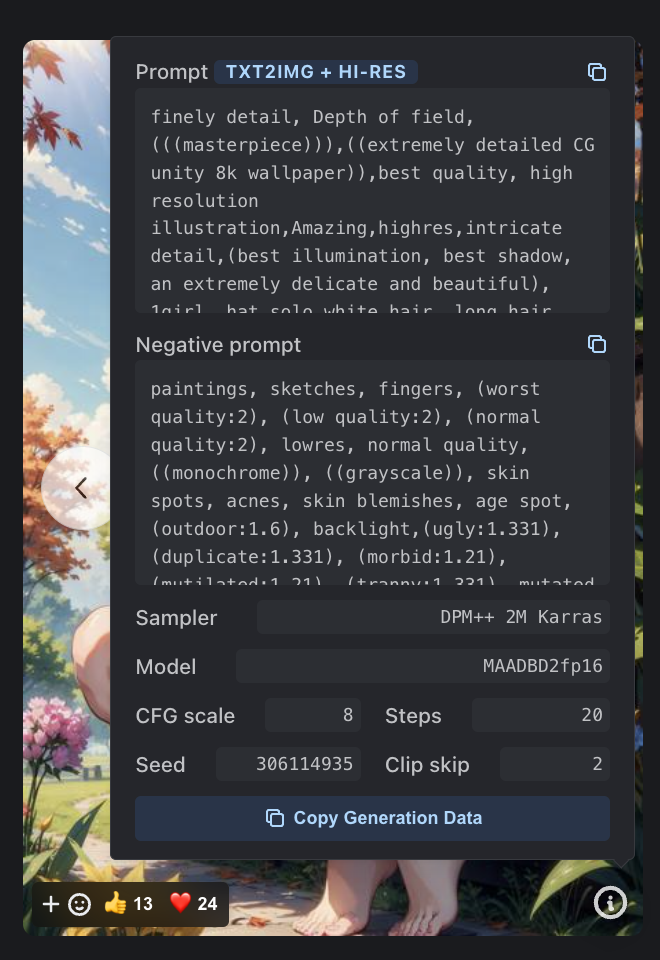 Prompt TXT2IMG + HI-RES
finely detail, Depth of field,
(((masterpiece))),((extremely detailed CG
unity 8k wallpaper)),best quality, high
resolution
illustration,Amazing,highres,intricate
detail,(best illumination, best shadow,
an extremely delicate and beautiful),
1girl, hat,solo,white hair, long hair,
Negative prompt
paintings, sketches, fingers, (worst
quality:2), (low quality:2), (normal
quality:2), lowres, normal quality,
((monochrome)), ((grayscale)), skin
spots, acnes, skin blemishes, age spot,
(outdoor:1.6), backlight,(ugly:1.331),
(duplicate:1.331), (morbid:1.21),
(mutilated:1.21), (tranny:1.331), mutated
Sampler DPM++ 2M Karras
Model MAADBD2fp16
CFG scale 8 Steps 20
Seed 306114935 Clip skip 2
Copy Generation Data
13 24